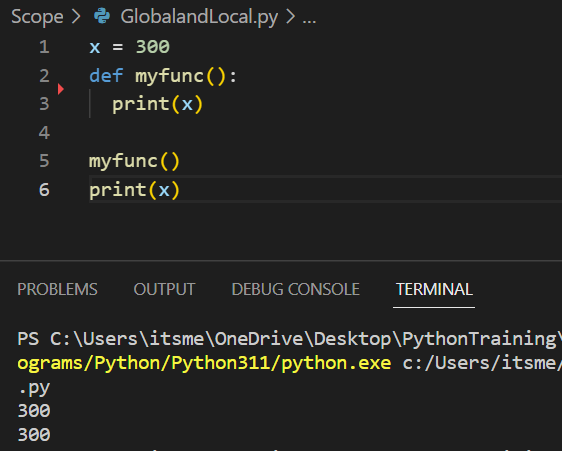 Scope > GlobalandLocal.py > ...
1 x = 300
2 def myfunc():
3   print(x)
4
5 myfunc()
6 print(x)
PROBLEMS OUTPUT DEBUG CONSOLE TERMINAL
PS C:\Users\itsme\OneDrive\Desktop\PythonTraining\
ograms/Python/Python311/python.exe c:/Users/itsme/
.py
300
300